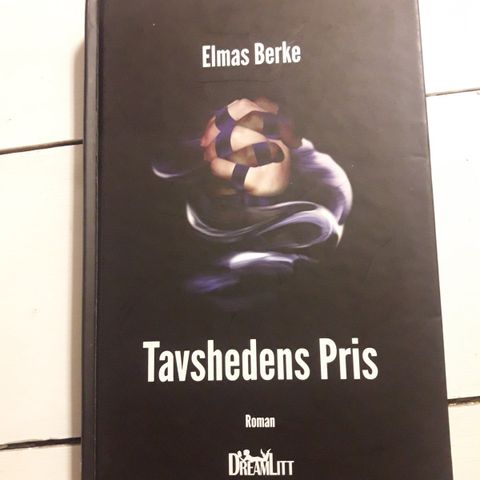 Elmas Berke
Tavshedens Pris
Roman
DREAMLITT